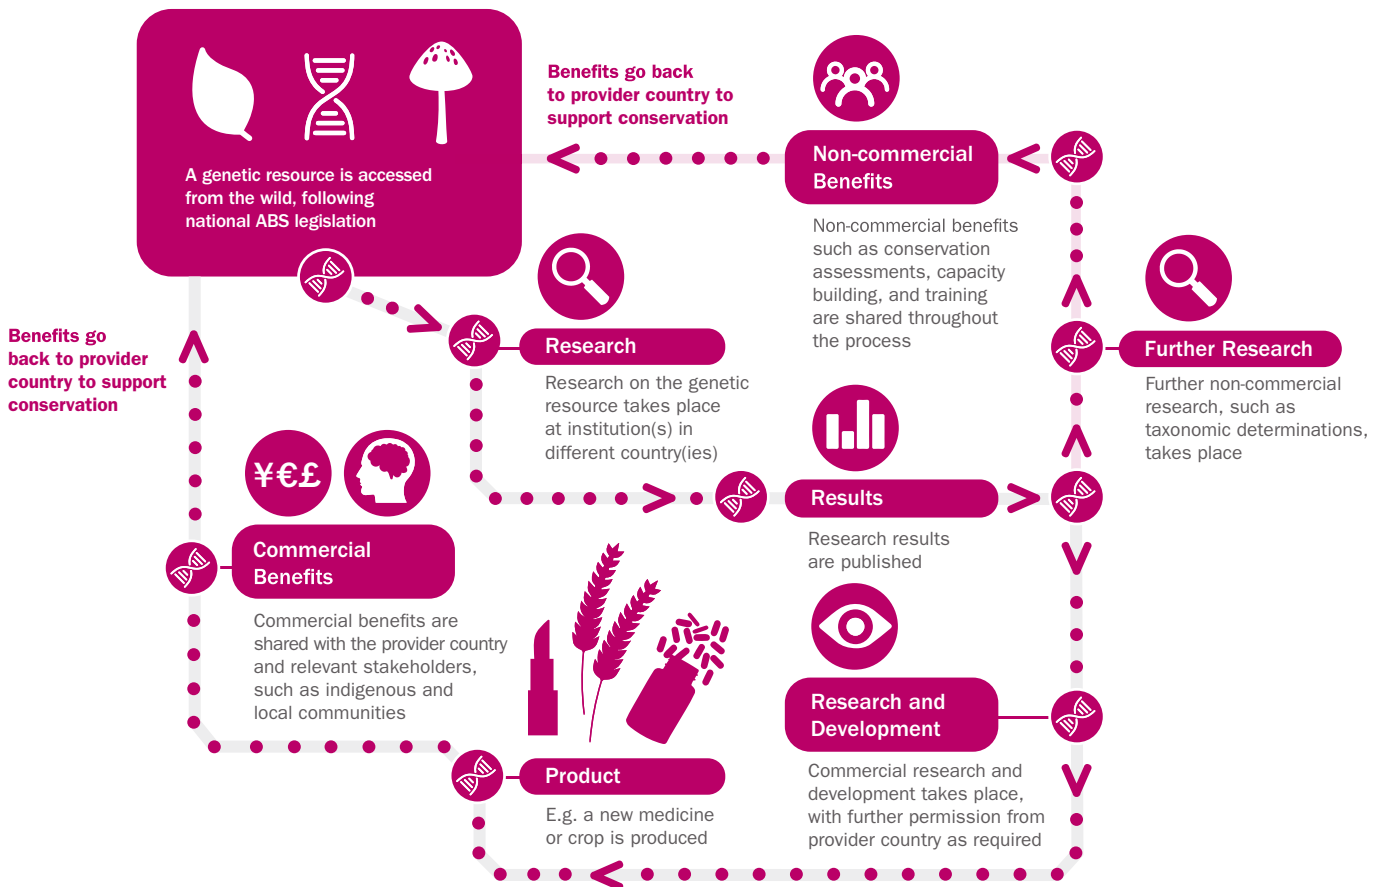 A genetic resource is accessed
from the wild, following
national ABS legislation
Benefits go back
to provider country to
support conservation
Non-commercial
Benefits
Non-commercial benefits
such as conservation
assessments, capacity
building, and training
are shared throughout
the process
Research
Research on the genetic
resource takes place
at institution(s) in
different country(ies)
Further Research
Further non-commercial
research, such as
taxonomic determinations,
takes place
Results
Research results
are published
Research and
Development
Commercial research and
development takes place,
with further permission from
provider country as required
Product
E.g. a new medicine
or crop is produced
¥€£
Commercial
Benefits
Commercial benefits are
shared with the provider country
and relevant stakeholders,
such as indigenous and
local communities
Benefits go
back to provider
country to support
conservation